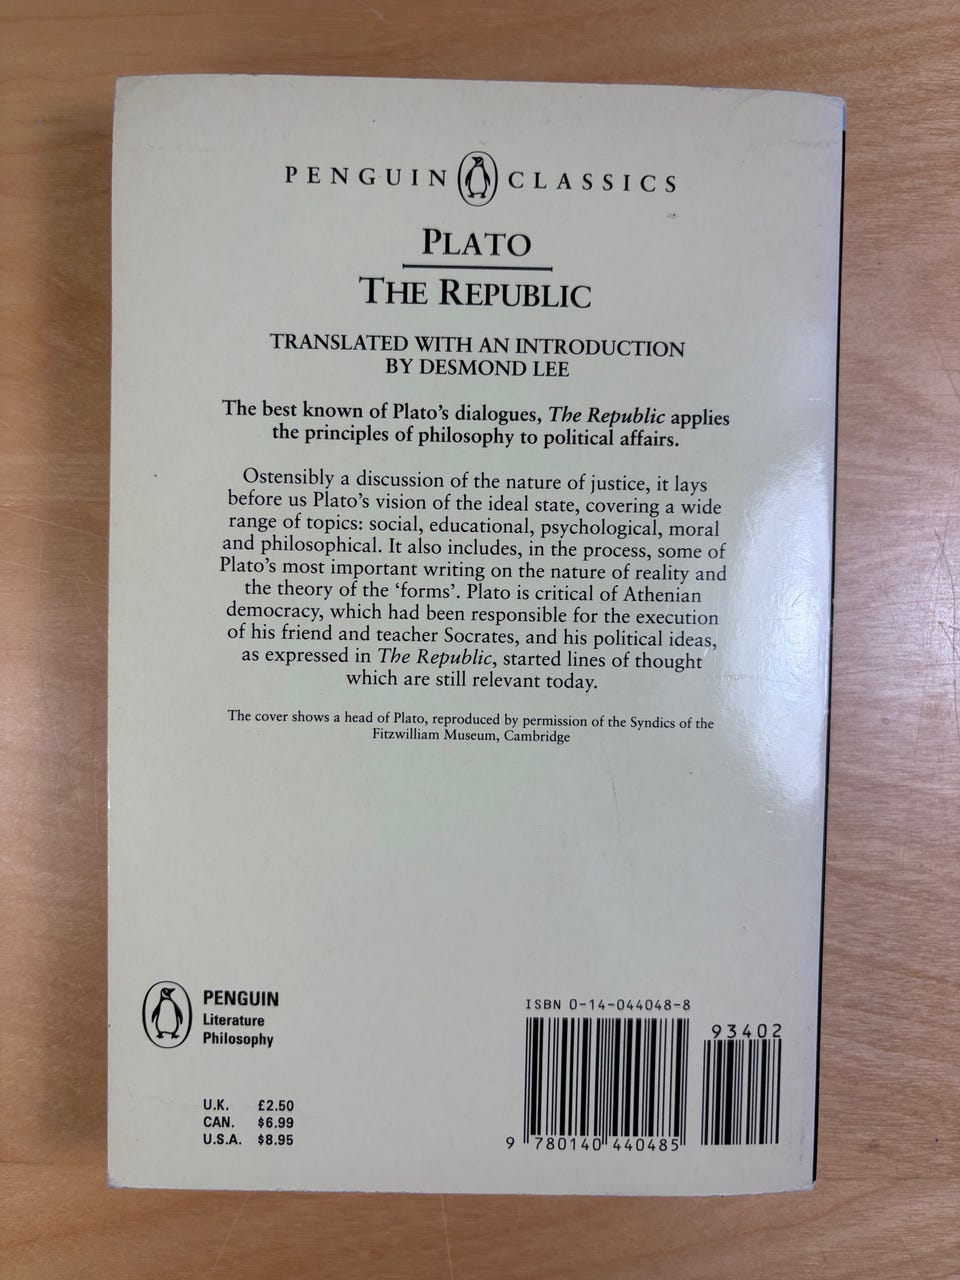 PENGUIN CLASSICS
PLATO
THE REPUBLIC
TRANSLATED WITH AN INTRODUCTION
BY DESMOND LEE
The best known of Plato's dialogues, The Republic applies
the principles of philosophy to political affairs.
Ostensibly a discussion of the nature of justice, it lays
before us Plato's vision of the ideal state, covering a wide
range of topics: social, educational, psychological, moral
and philosophical. It also includes, in the process, some of
Plato's most important writing on the nature of reality and
the theory of the ‘forms’. Plato is critical of Athenian
democracy, which had been responsible for the execution
of his friend and teacher Socrates, and his political ideas,
as expressed in The Republic, started lines of thought
which are still relevant today.
The cover shows a head of Plato, reproduced by permission of the Syndics of the
Fitzwilliam Museum, Cambridge
PENGUIN
Literature
Philosophy
U.K. £2.50
CAN. $6.99
U.S.A. $8.95
ISBN 0-14-044048-8
93402
9 780140 440485